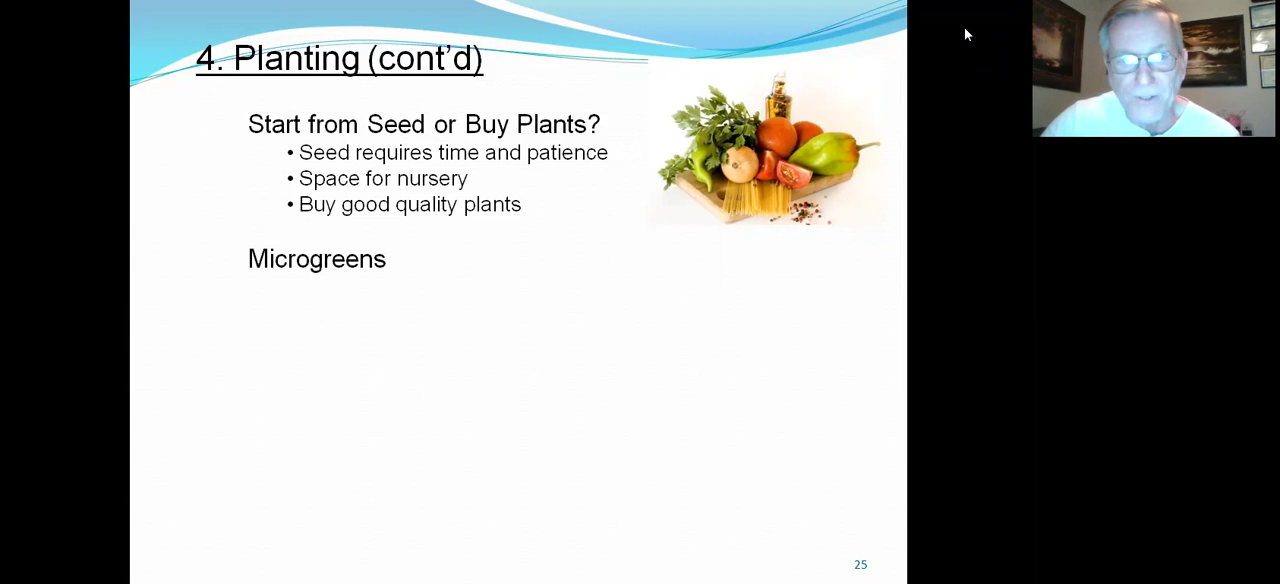 4. Planting (cont’d)
Start from Seed or Buy Plants?
• Seed requires time and patience
• Space for nursery
• Buy good quality plants
Microgreens
25